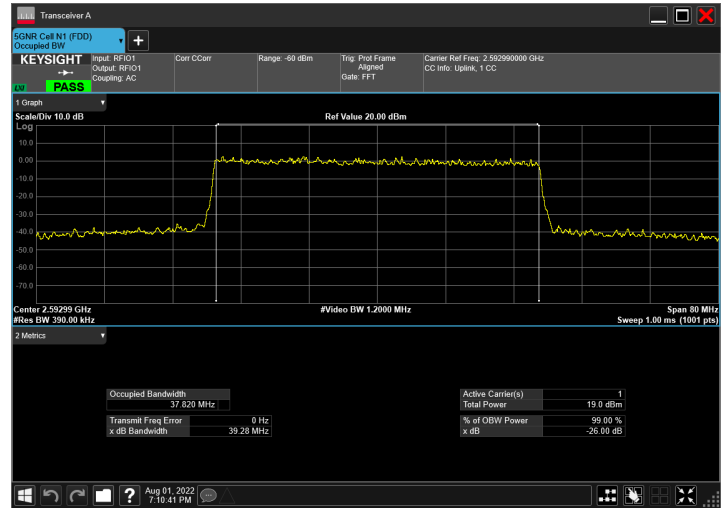 Transceiver A
5GNR Cell N1 (FDD)
Occupied BW
+
KEYSIGHT
PASS
Input: RFIO1
Output: RFIO1
Coupling: AC
Corr CCorr
Range: -60 dBm
Trig: Prot Frame
Aligned
Gate: FFT
Carrier Ref Freq: 2.592990000 GHz
CC Info: Uplink, 1 CC
1 Graph
Scale/Div 10.0 dB
Ref Value 20.00 dBm
Log
10.0
0.00
-10.0
-20.0
-30.0
-40.0
-50.0
-60.0
-70.0
Center 2.59299 GHz
#Video BW 1.2000 MHz
Span 80 MHz
#Res BW 390.00 kHz
Sweep 1.00 ms (1001 pts)
2 Metrics
Occupied Bandwidth
37.820 MHz
Transmit Freq Error 0 Hz
x dB Bandwidth 39.28 MHz
Active Carrier(s) 1
Total Power 19.0 dBm
% of OBW Power 99.00 %
x dB -26.00 dB
?
Aug 01, 2022
7:10:41 PM